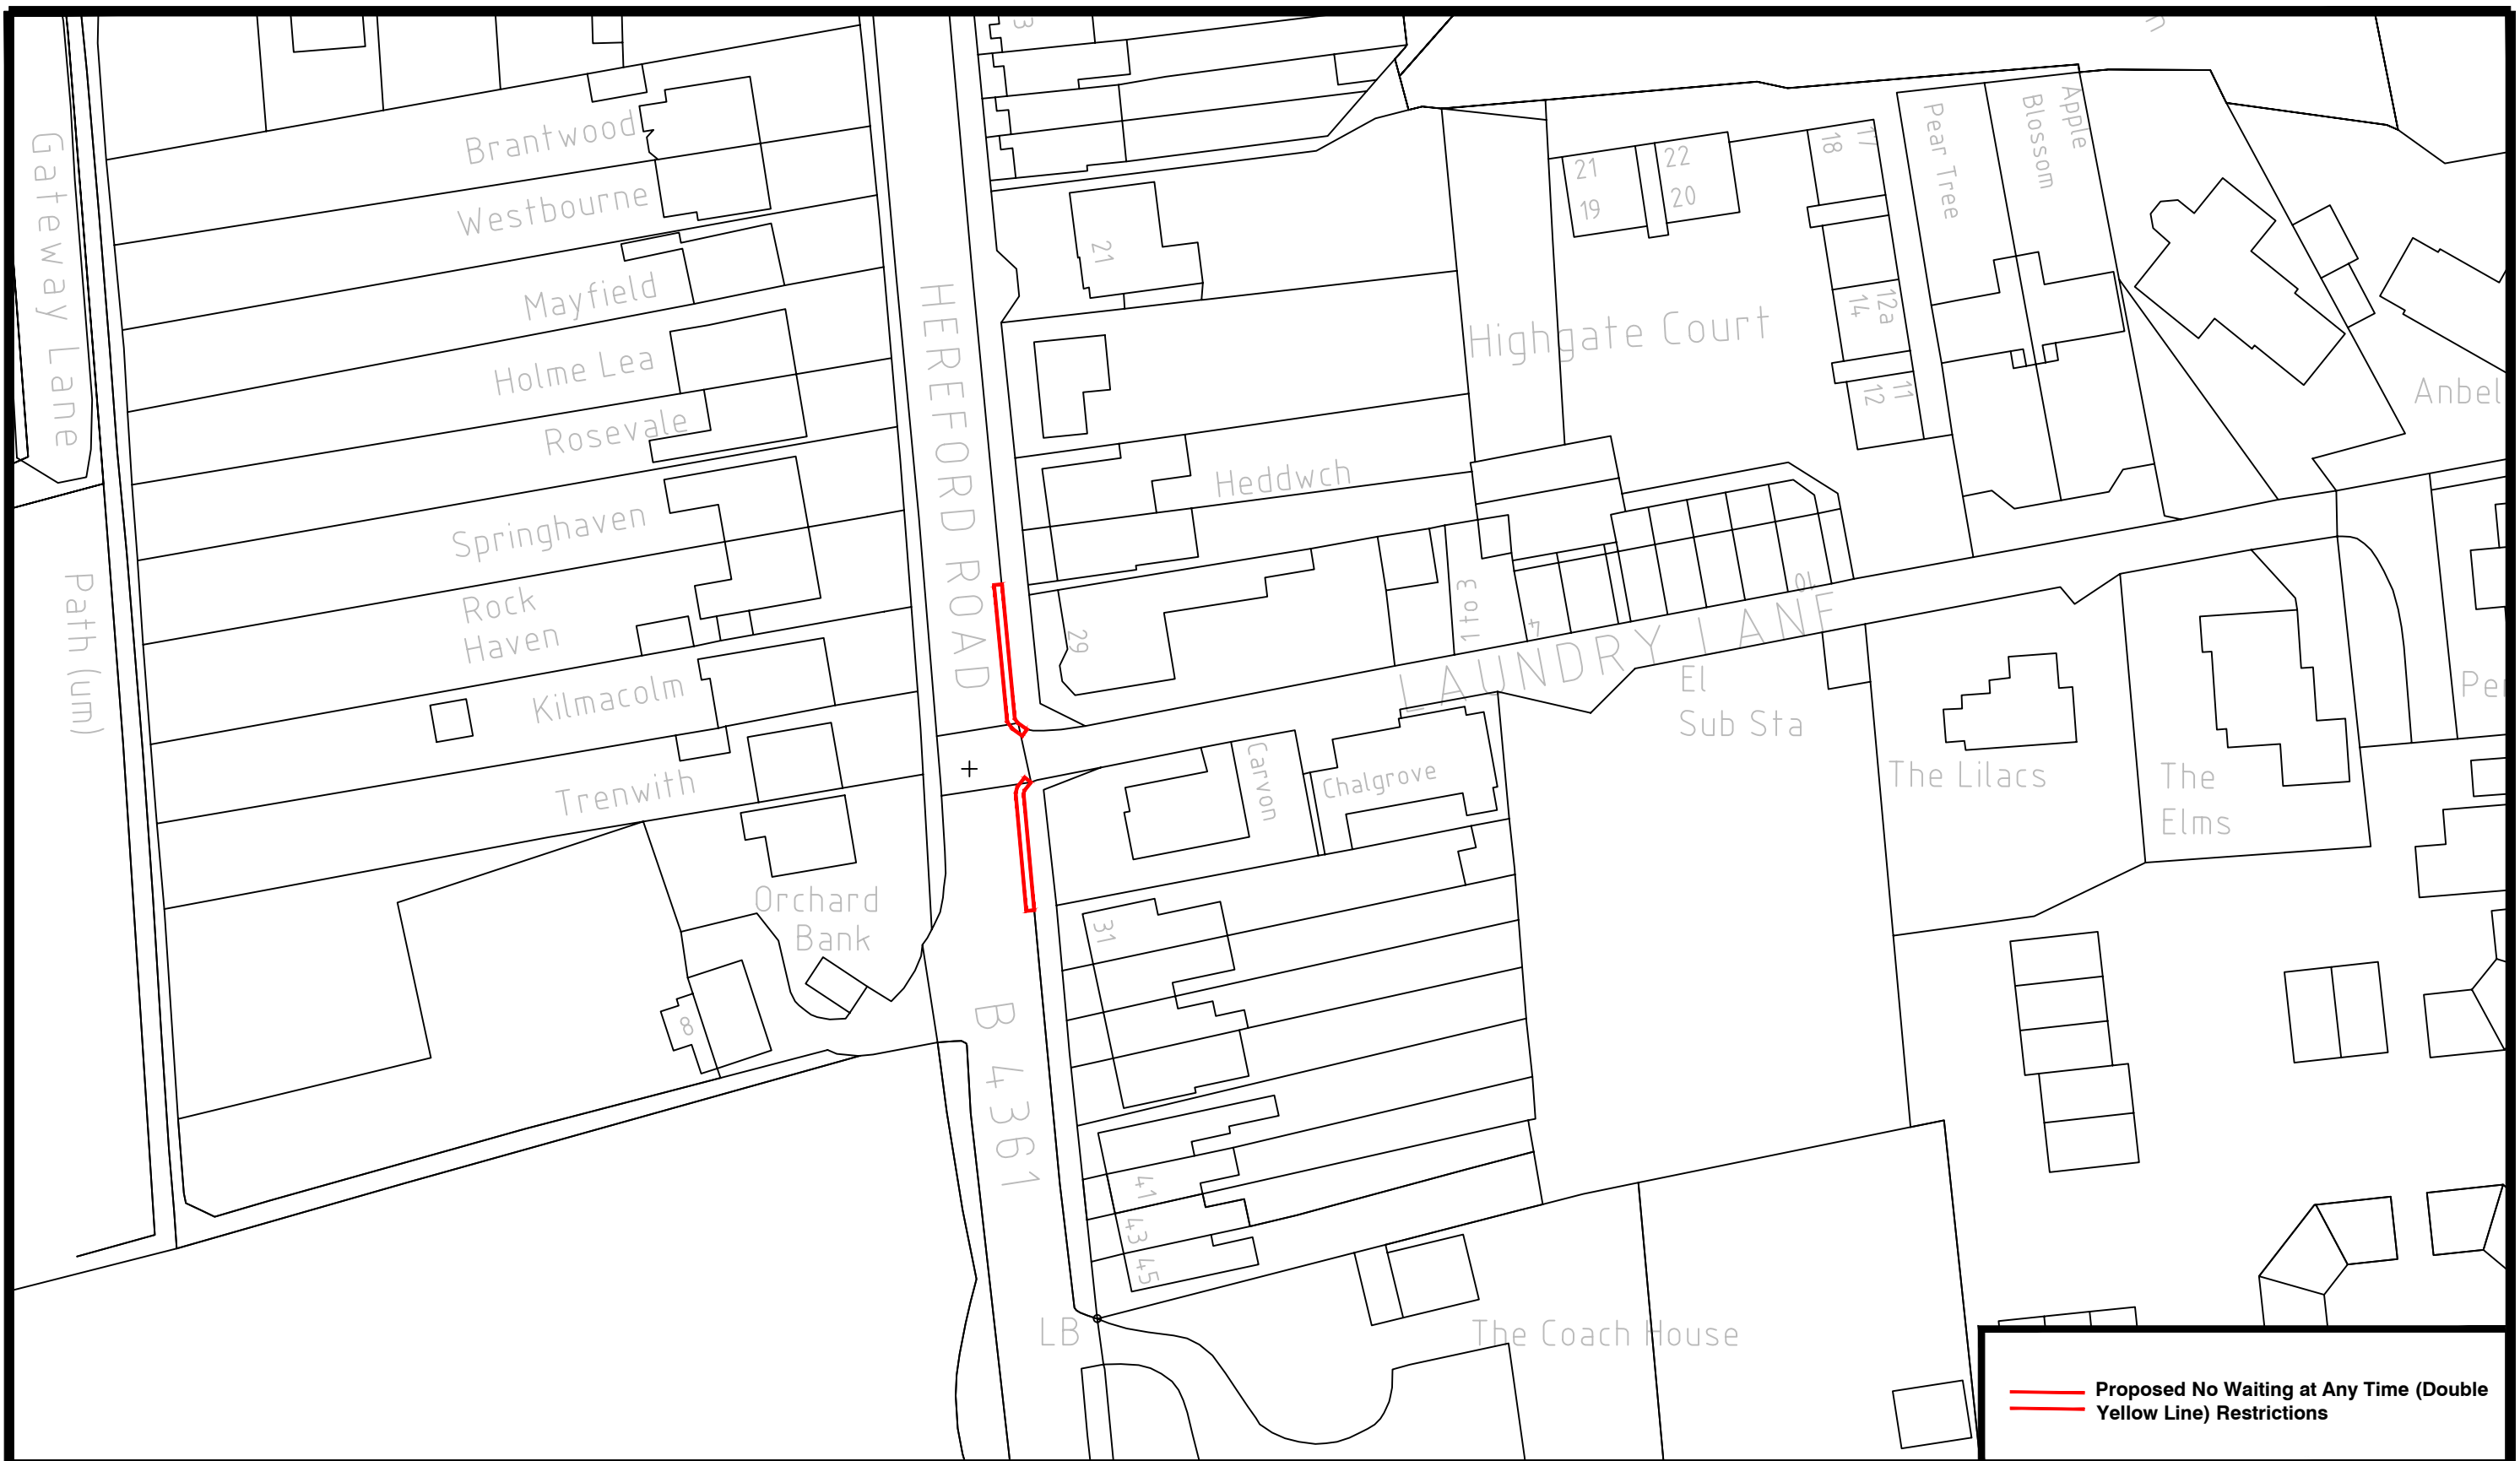 Gateway Lane
Path (um)
Brantwood
Westbourne
Mayfield
Holme Lea
Rosevale
Springhaven
Rock
Haven
Kilmacolm
Trenwith
Orchard
Bank
8
HEREFORD ROAD
B 4361
3
21
Heddwch
29
1 to 3
4
10
LAUNDRY LANE
Highgate Court
21
19
22
20
18
17
14
12a
12
11
Pear Tree
Apple
Blossom
Anbel
El
Sub Sta
Carvon
Chalgrove
The Lilacs
The
Elms
Per
31
41
43
45
LB
The Coach House
Proposed No Waiting at Any Time (Double
Yellow Line) Restrictions